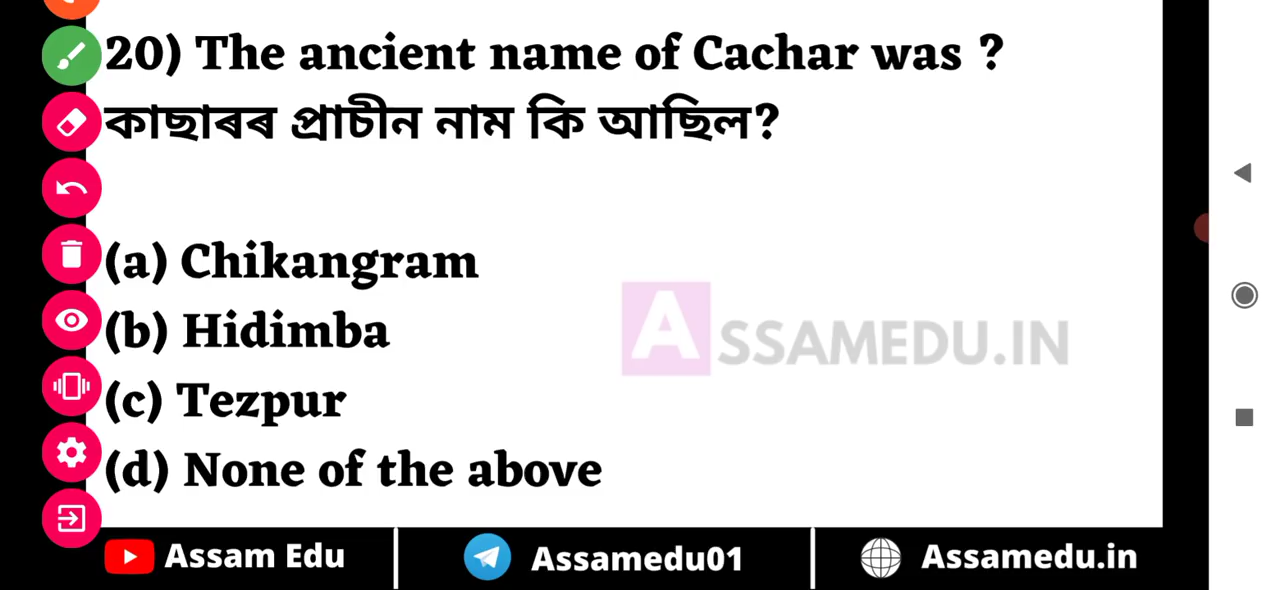 20) The ancient name of Cachar was ?
কাছাৰৰ প্ৰাচীন নাম কি আছিল?
(a) Chikangram
(b) Hidimba
(c) Tezpur
(d) None of the above
ASSAMEDU.IN
Assam Edu
Assamedu01
Assamedu.in